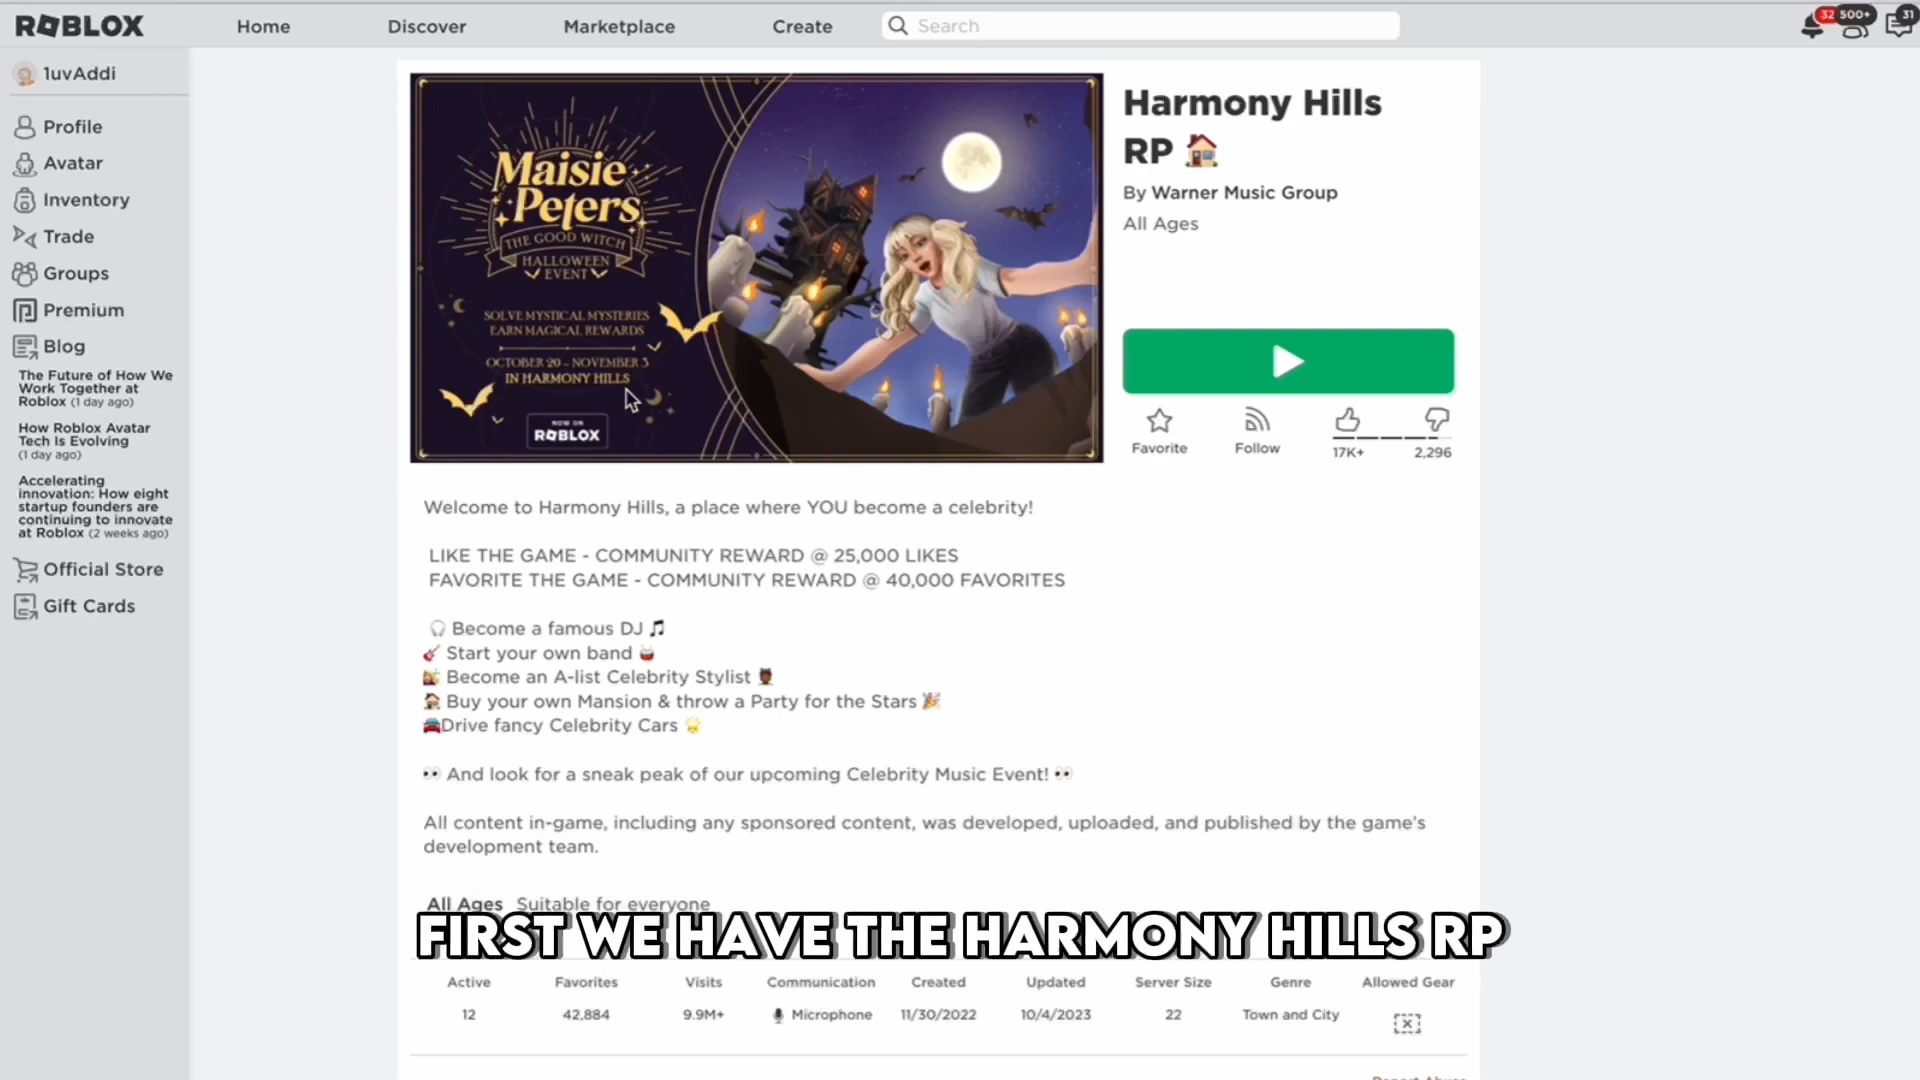 ROBLOX
Home
Discover
Marketplace
Create
Search
32
500+
31
1uvAddi
Profile
Avatar
Inventory
Trade
Groups
Premium
Blog
The Future of How We
Work Together at
Roblox (1 day ago)
How Roblox Avatar
Tech Is Evolving
(1 day ago)
Accelerating
innovation: How eight
startup founders are
continuing to innovate
at Roblox (2 weeks ago)
Official Store
Gift Cards
Maisie
Peters
THE GOOD WITCH
HALLOWEEN
EVENT
SOLVE MYSTICAL MYSTERIES
EARN MAGICAL REWARDS
OCTOBER 20 - NOVEMBER 3
IN HARMONY HILLS
NOW ON
ROBLOX
Harmony Hills
RP 🏠
By Warner Music Group
All Ages
Favorite
Follow
17K+
2,296
Welcome to Harmony Hills, a place where YOU become a celebrity!
LIKE THE GAME - COMMUNITY REWARD @ 25,000 LIKES
FAVORITE THE GAME - COMMUNITY REWARD @ 40,000 FAVORITES
🎧 Become a famous DJ 🎵
🎸 Start your own band 🥁
💇 Become an A-list Celebrity Stylist 💆🏿
🏠 Buy your own Mansion & throw a Party for the Stars 🎉
🚘Drive fancy Celebrity Cars 🌟
👀 And look for a sneak peak of our upcoming Celebrity Music Event! 👀
All content in-game, including any sponsored content, was developed, uploaded, and published by the game's
development team.
All Ages Suitable for everyone
FIRST WE HAVE THE HARMONY HILLS RP
Active Favorites Visits Communication Created Updated Server Size Genre Allowed Gear
12 42,884 9.9M+ Microphone 11/30/2022 10/4/2023 22 Town and City
Report Abuse